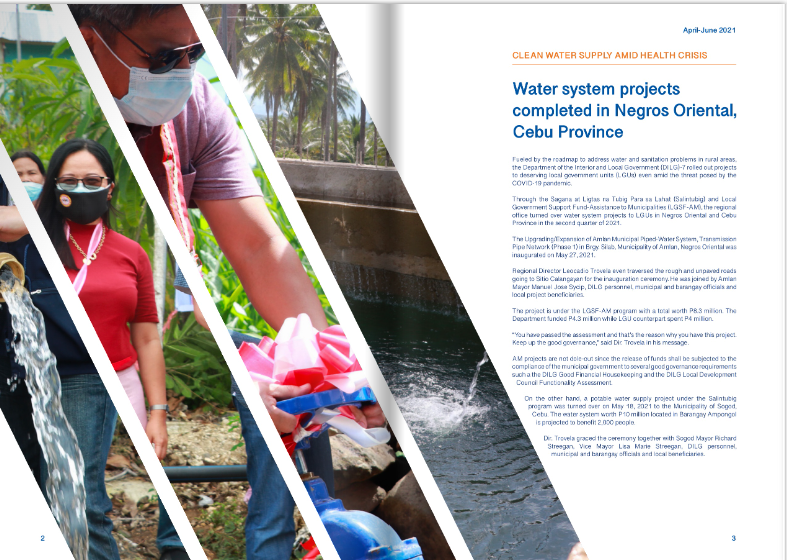 April-June 2021
CLEAN WATER SUPPLY AMID HEALTH CRISIS
Water system projects
completed in Negros Oriental,
Cebu Province
Fueled by the roadmap to address water and sanitation problems in rural areas,
the Department of the Interior and Local Government (DILG)-7 rolled out projects
to deserving local government units (LGUs) even amid the threat posed by the
COVID-19 pandemic.
Through the Sagana at Ligtas na Tubig Para sa Lahat (Salintubig) and Local
Government Support Fund-Assistance to Municipalities (LGSF-AM), the regional
office turned over water system projects to LGUs in Negros Oriental and Cebu
Province in the second quarter of 2021.
The Upgrading/Expansion of Amlan Municipal Piped-Water System, Transmission
Pipe Network (Phase 1) in Brgy. Silab, Municipality of Amlan, Negros Oriental was
inaugurated on May 27, 2021.
Regional Director Leocadio Trovela even traversed the rough and unpaved roads
going to Sitio Calangajan for the inauguration ceremony. He was joined by Amlan
Mayor Manuel Jose Sycip, DILG personnel, municipal and barangay officials and
local project beneficiaries.
The project is under the LGSF-AM program with a total worth P8.3 million. The
Department funded P4.3 million while LGU counterpart spent P4 million.
"You have passed the assessment and that's the reason why you have this project.
Keep up the good governance," said Dir. Trovela in his message.
AM projects are not dole-out since the release of funds shall be subjected to the
compliance of the municipal government to several good governance requirements
such a the DILG Good Financial Housekeeping and the DILG Local Development
Council Functionality Assessment.
On the other hand, a potable water supply project under the Salintubig
program was turned over on May 18, 2021 to the Municipality of Sogod,
Cebu. The water system worth P10 million located in Barangay Ampongol
is projected to benefit 2,000 people.
Dir. Trovela graced the ceremony together with Sogod Mayor Richard
Streegan, Vice Mayor Lisa Marie Streegan, DILG personnel,
municipal and barangay officials and local beneficiaries.
2
3